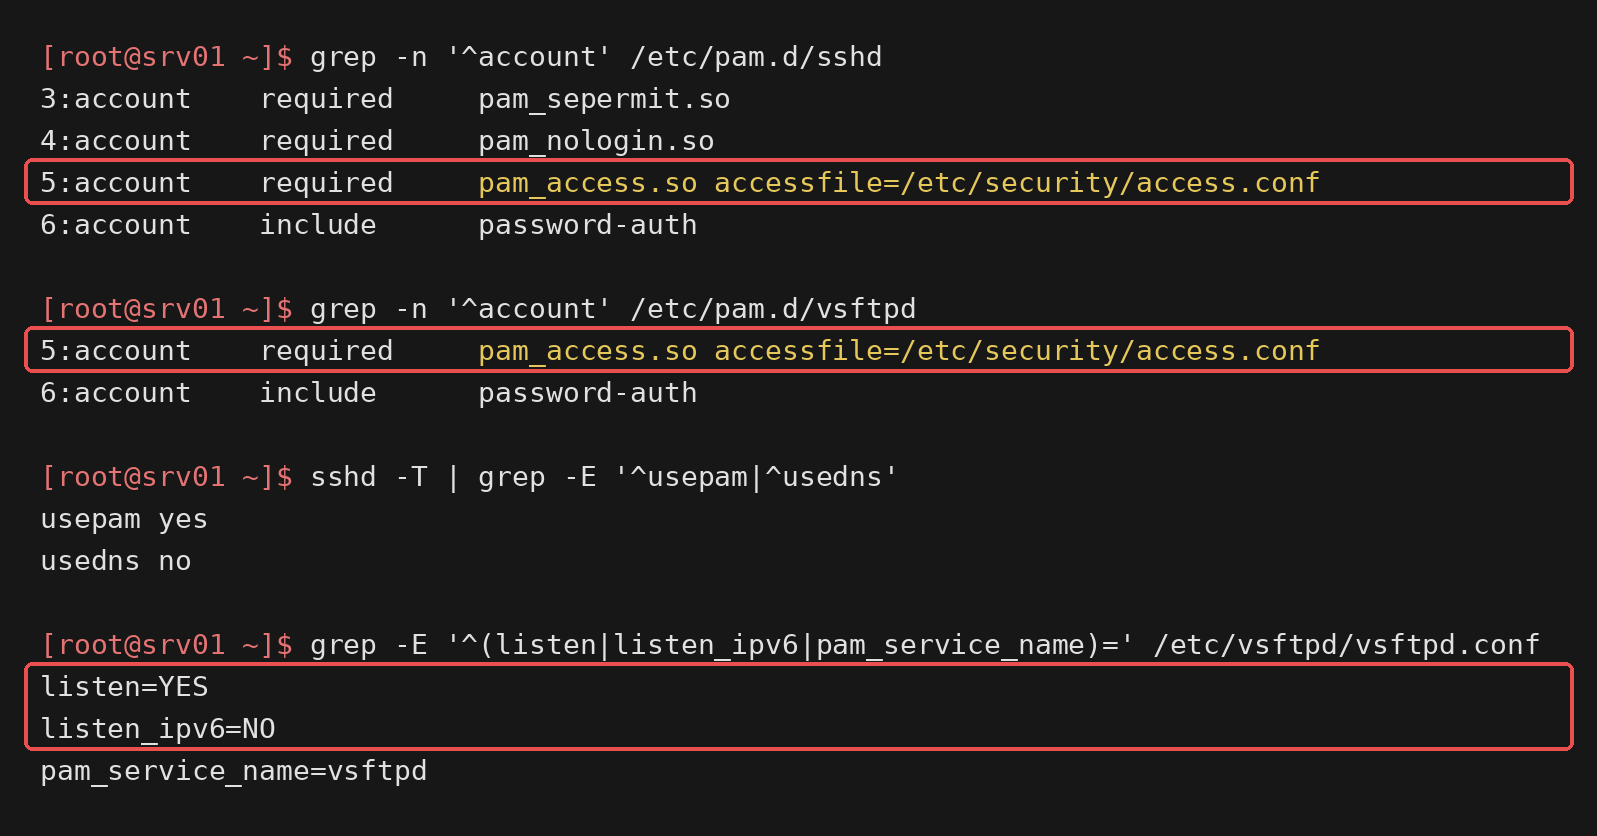 [root@srv01 ~]$ grep -n '^account' /etc/pam.d/sshd
3:account    required     pam_sepermit.so
4:account    required     pam_nologin.so
5:account    required     pam_access.so accessfile=/etc/security/access.conf
6:account    include      password-auth
[root@srv01 ~]$ grep -n '^account' /etc/pam.d/vsftpd
5:account    required     pam_access.so accessfile=/etc/security/access.conf
6:account    include      password-auth
[root@srv01 ~]$ sshd -T | grep -E '^usepam|^usedns'
usepam yes
usedns no
[root@srv01 ~]$ grep -E '^(listen|listen_ipv6|pam_service_name)=' /etc/vsftpd/vsftpd.conf
listen=YES
listen_ipv6=NO
pam_service_name=vsftpd